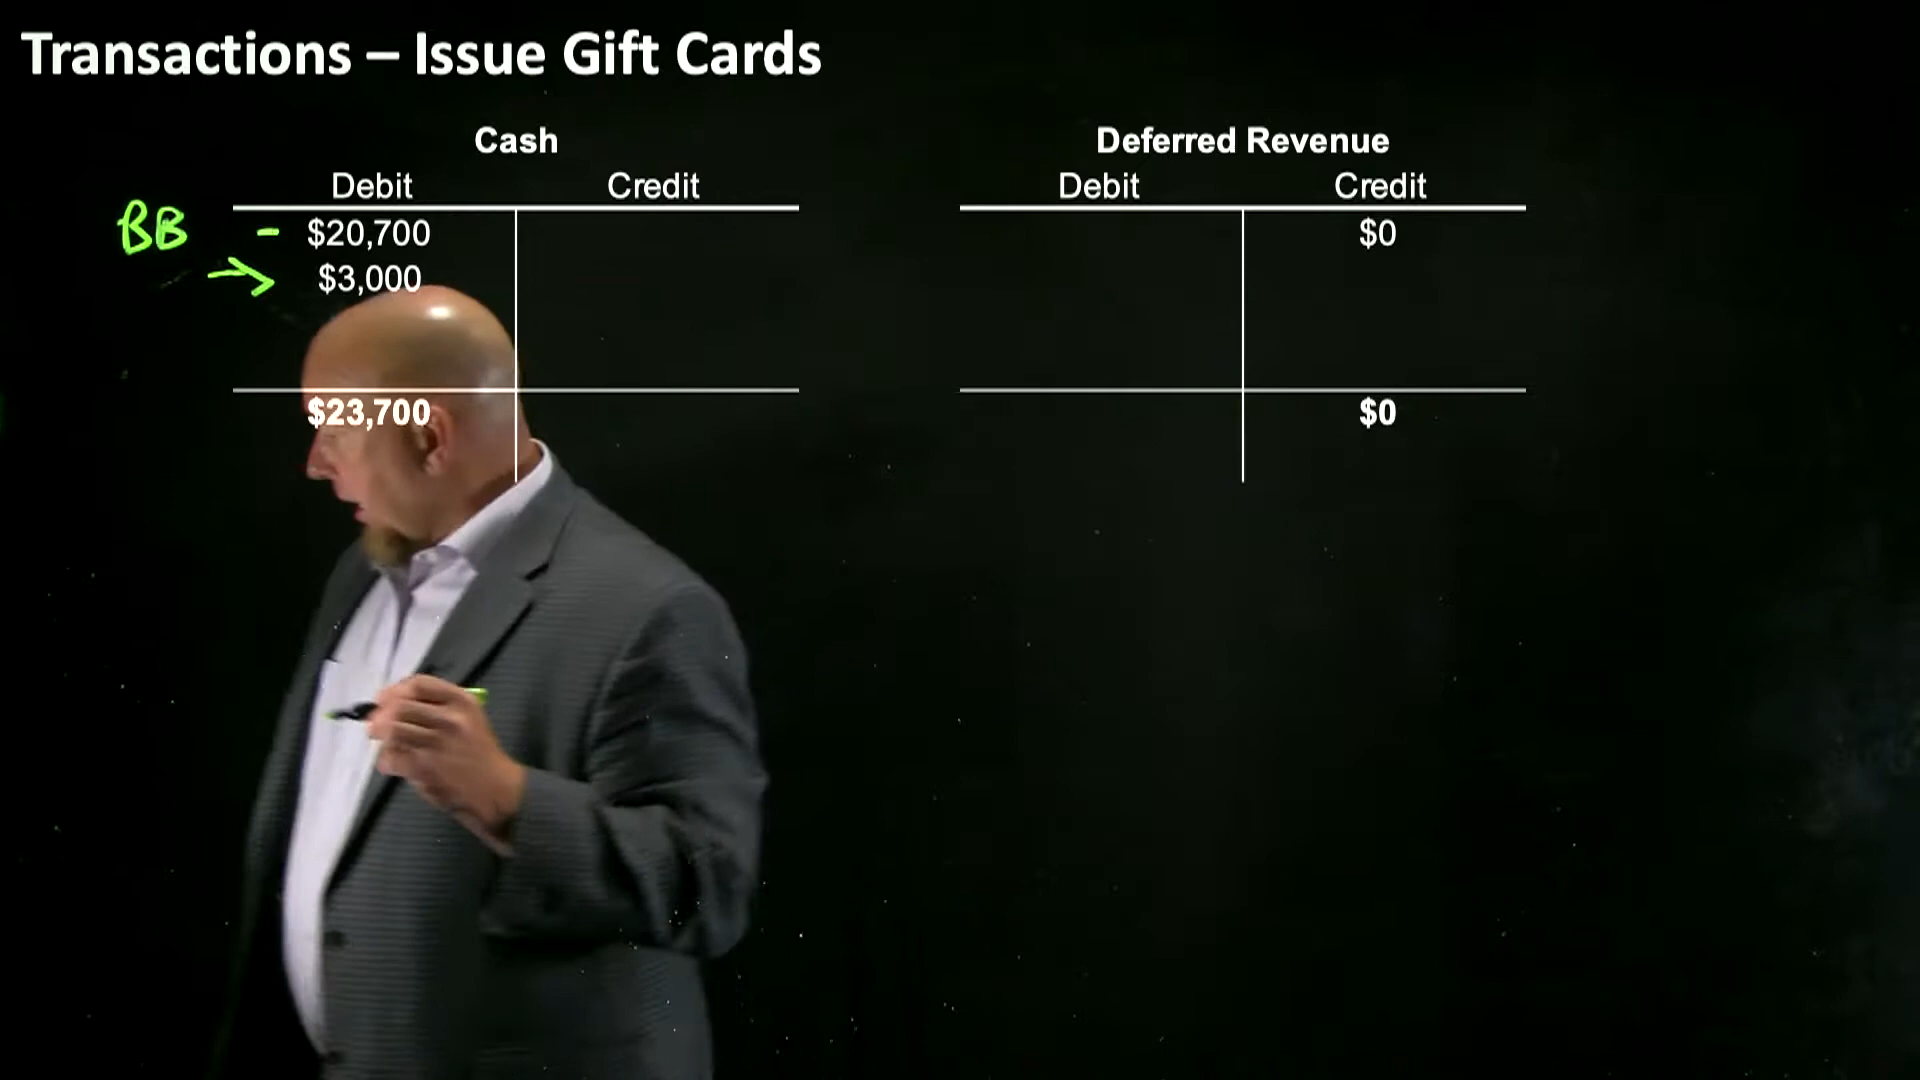 Transactions – Issue Gift Cards
Cash
Debit Credit
BB - $20,700
$3,000
$23,700
Deferred Revenue
Debit Credit
$0
$0